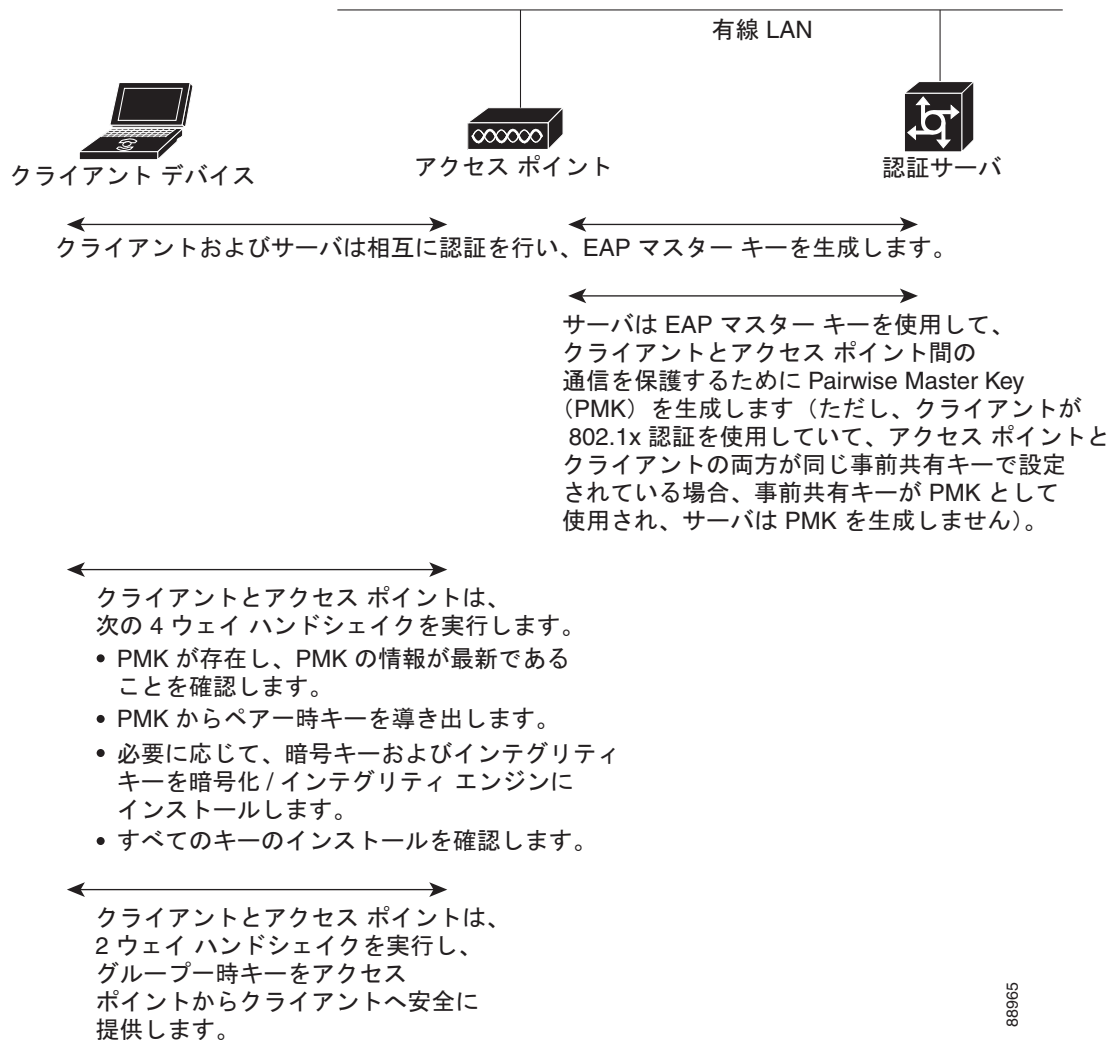 有線 LAN
クライアント デバイス
アクセス ポイント
認証サーバ
クライアントおよびサーバは相互に認証を行い、EAP マスター キーを生成します。
サーバは EAP マスター キーを使用して、
クライアントとアクセス ポイント間の
通信を保護するために Pairwise Master Key
（PMK）を生成します（ただし、クライアントが
802.1x 認証を使用していて、アクセス ポイントと
クライアントの両方が同じ事前共有キーで設定
されている場合、事前共有キーが PMK として
使用され、サーバは PMK を生成しません）。
クライアントとアクセス ポイントは、
次の 4 ウェイ ハンドシェイクを実行します。
• PMK が存在し、PMK の情報が最新である
ことを確認します。
• PMK からペア一時キーを導き出します。
• 必要に応じて、暗号キーおよびインテグリティ
キーを暗号化 / インテグリティ エンジンに
インストールします。
• すべてのキーのインストールを確認します。
クライアントとアクセス ポイントは、
2 ウェイ ハンドシェイクを実行し、
グループ一時キーをアクセス
ポイントからクライアントへ安全に
提供します。
88965